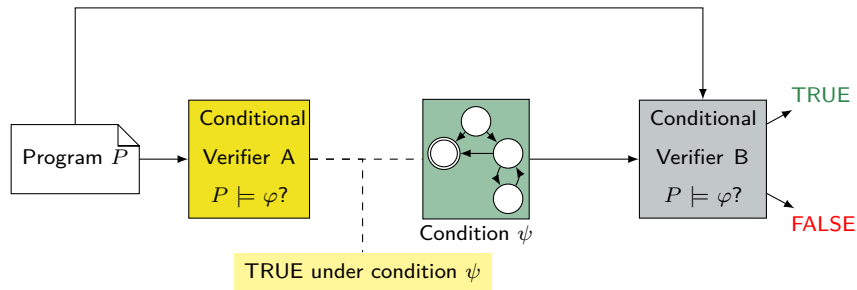 Program P
Conditional
Verifier A
P ⊨ φ?
Condition ψ
TRUE under condition ψ
Conditional
Verifier B
P ⊨ φ?
TRUE
FALSE